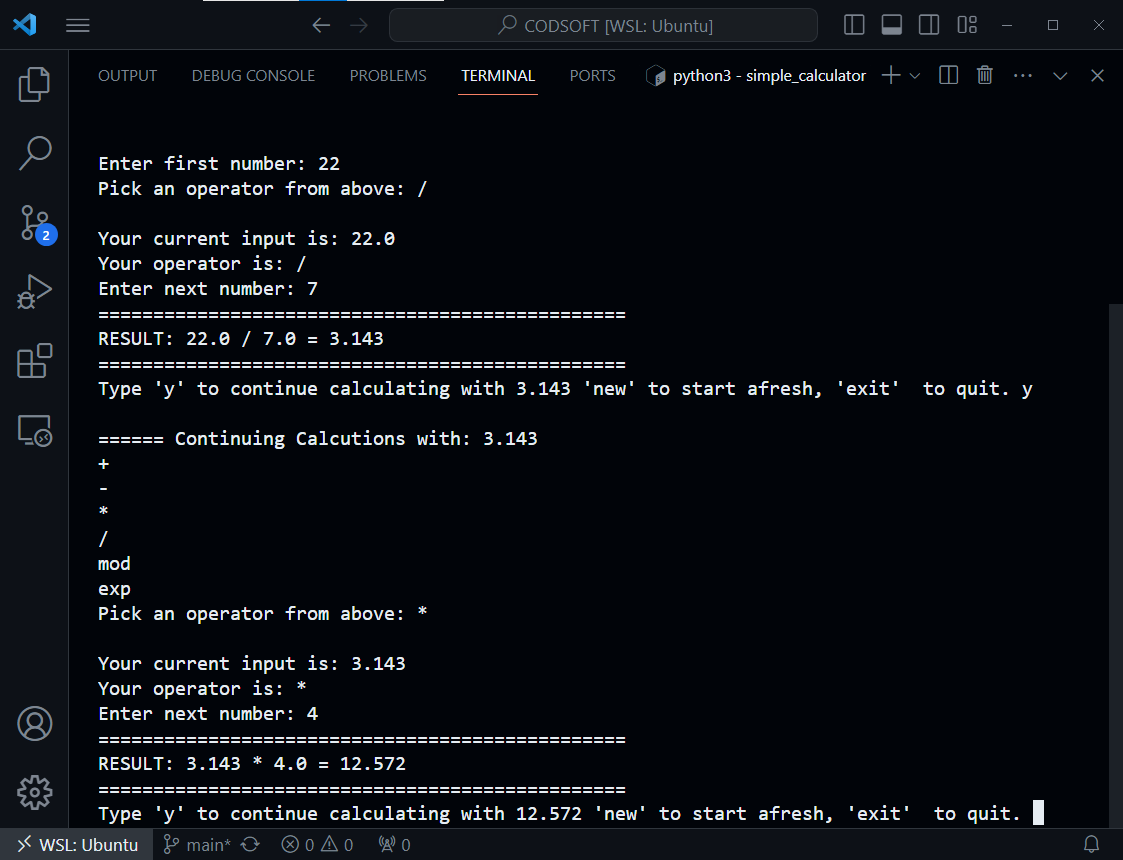 CODSOFT [WSL: Ubuntu]
OUTPUT DEBUG CONSOLE PROBLEMS TERMINAL PORTS python3 - simple_calculator
Enter first number: 22
Pick an operator from above: /
Your current input is: 22.0
Your operator is: /
Enter next number: 7
================================================
RESULT: 22.0 / 7.0 = 3.143
================================================
Type 'y' to continue calculating with 3.143 'new' to start afresh, 'exit'  to quit. y
====== Continuing Calcutions with: 3.143
+
-
*
/
mod
exp
Pick an operator from above: *
Your current input is: 3.143
Your operator is: *
Enter next number: 4
================================================
RESULT: 3.143 * 4.0 = 12.572
================================================
Type 'y' to continue calculating with 12.572 'new' to start afresh, 'exit'  to quit.
2
WSL: Ubuntu main* 0 0 0